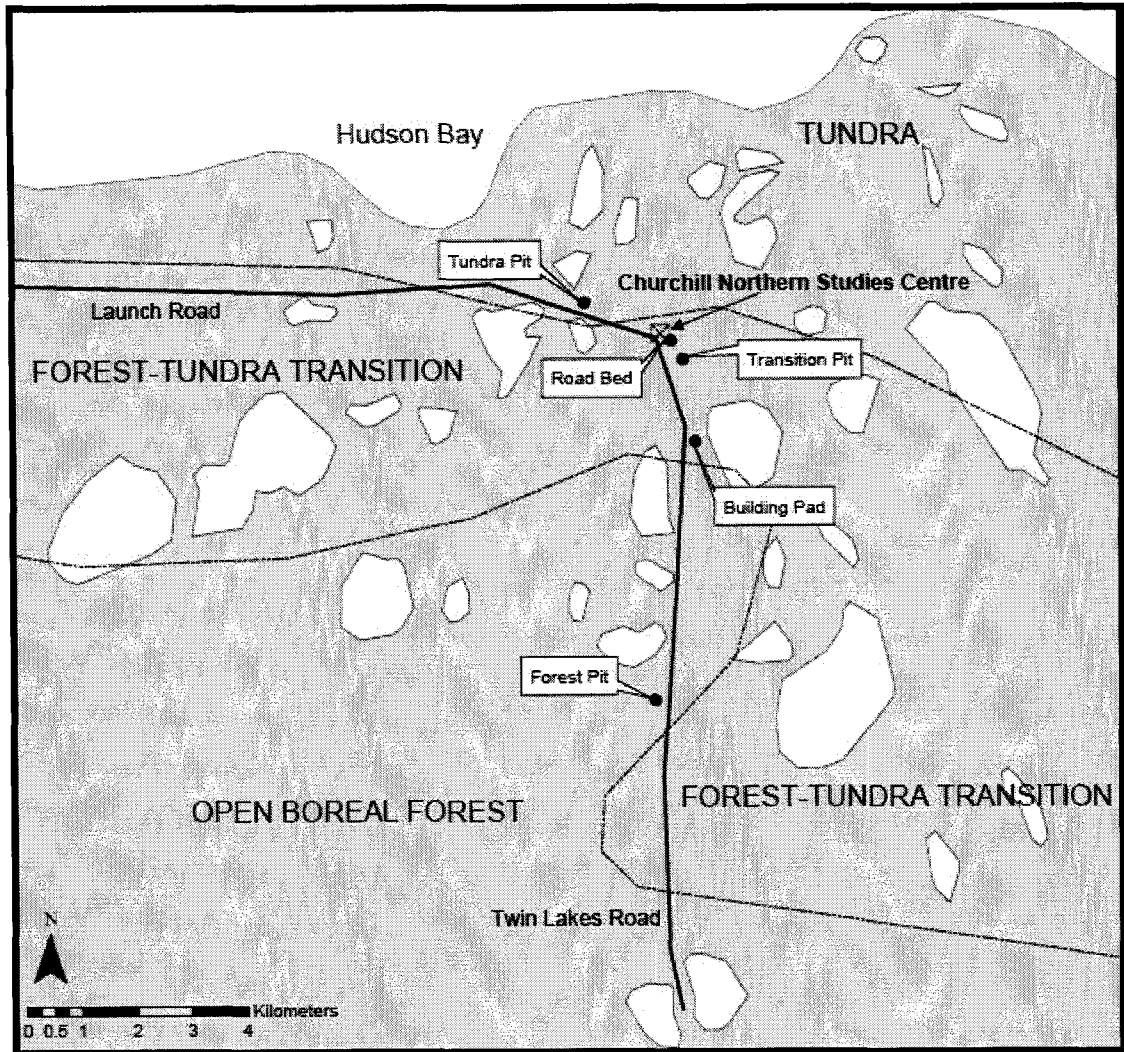 Hudson Bay
TUNDRA
Tundra Pit
Churchill Northern Studies Centre
Launch Road
Transition Pit
FOREST-TUNDRA TRANSITION
Road Bed
Building Pad
Forest Pit
OPEN BOREAL FOREST
FOREST-TUNDRA TRANSITION
Twin Lakes Road
N
Kilometers
0 0.5 1 2 3 4